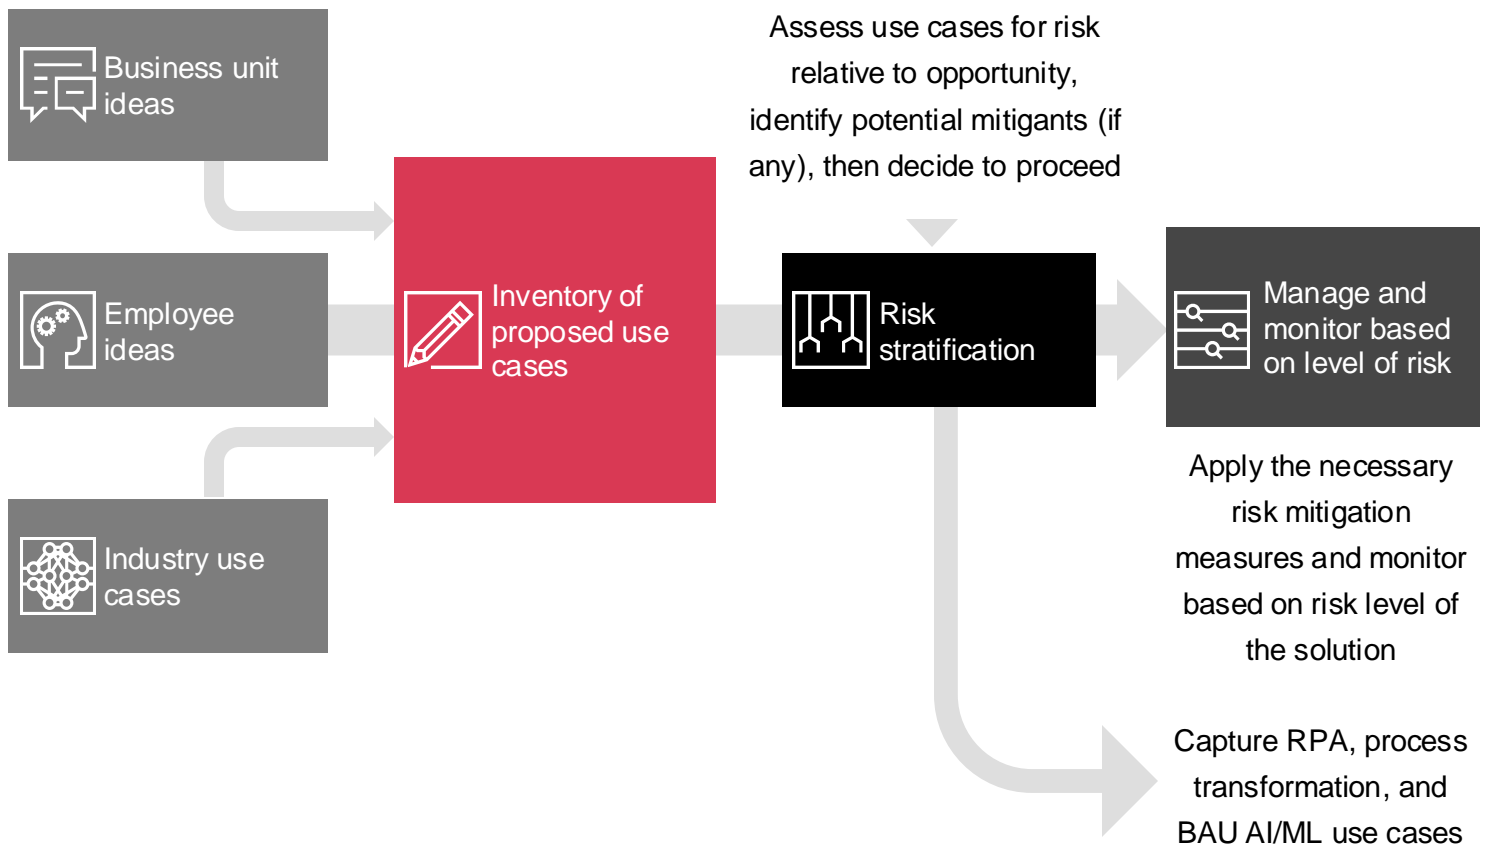 Business unit
ideas
Employee
ideas
Industry use
cases
Inventory of
proposed use
cases
Assess use cases for risk
relative to opportunity,
identify potential mitigants (if
any), then decide to proceed
Risk
stratification
Manage and
monitor based
on level of risk
Apply the necessary
risk mitigation
measures and monitor
based on risk level of
the solution
Capture RPA, process
transformation, and
BAU AI/ML use cases